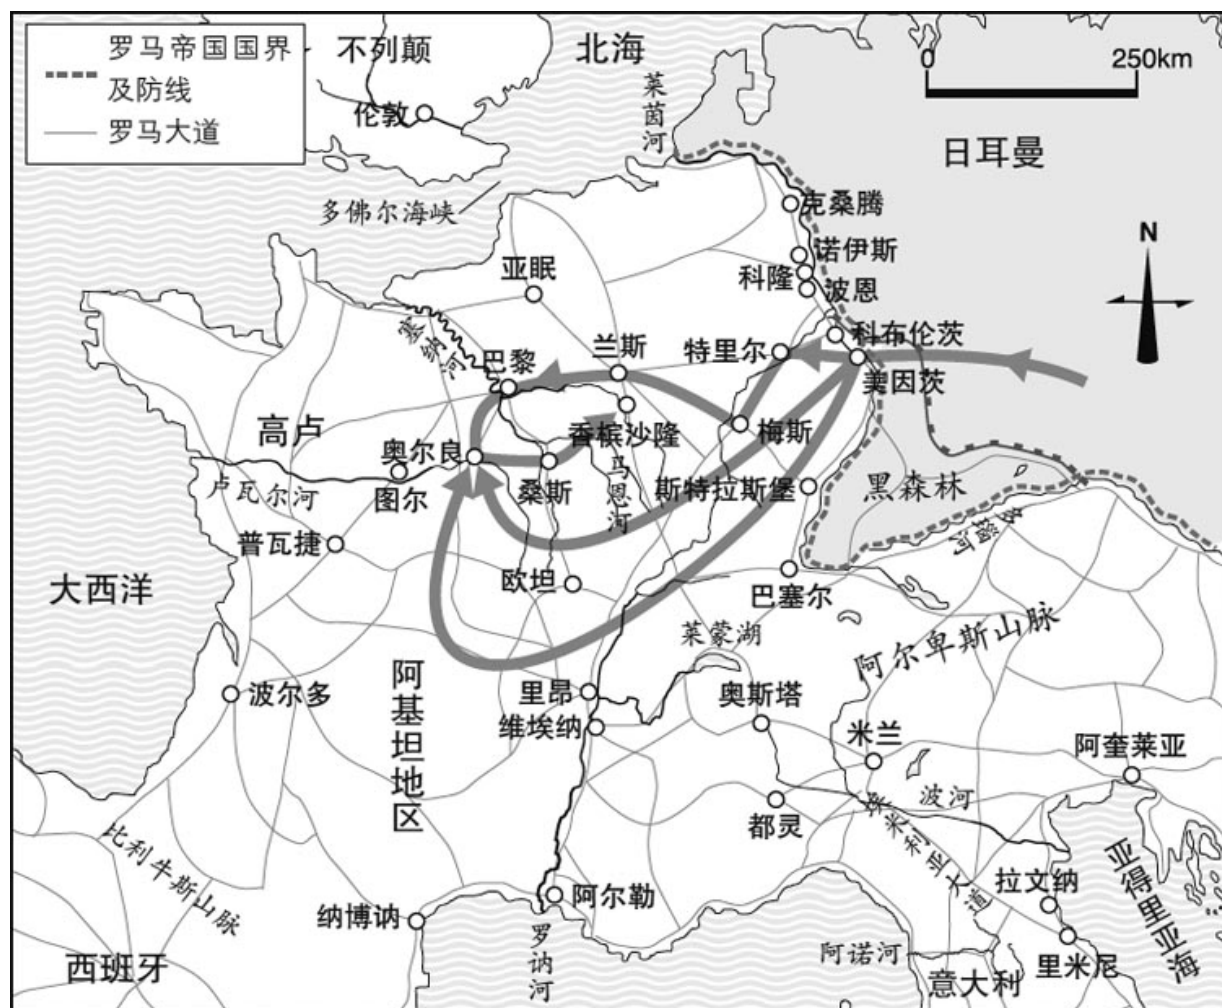 罗马帝国国界
及防线
罗马大道
不列颠
北海
0
250km
伦敦
莱茵河
日耳曼
多佛尔海峡
克桑腾
N
诺伊斯
亚眠
科隆
波恩
塞纳河
兰斯
特里尔
科布伦茨
巴黎
美因茨
高卢
奥尔良
香槟沙隆
梅斯
卢瓦尔河
图尔
桑斯
马恩河
斯特拉斯堡
黑森林
多瑙河
普瓦捷
大西洋
欧坦
巴塞尔
莱蒙湖
阿尔卑斯山脉
阿基坦地区
波尔多
里昂
奥斯塔
维埃纳
米兰
阿奎莱亚
都灵
波河
埃米利亚大道
比利牛斯山脉
亚得里亚海
拉文纳
阿尔勒
纳博讷
罗讷河
阿诺河
里米尼
西班牙
意大利